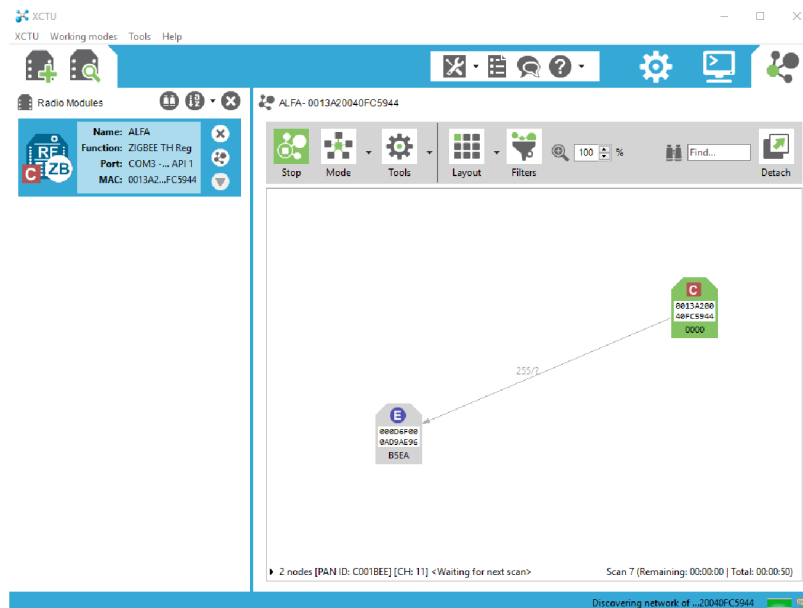 XCTU
XCTU Working modes Tools Help
Radio Modules
ALFA - 0013A20040FC5944
Name: ALFA
Function: ZIGBEE TH Reg
Port: COM3 -... API 1
MAC: 0013A2...FC5944
RF
C ZB
100 %
Find...
Stop Mode Tools Layout Filters Detach
C
0013A200
40FC5944
0000
255/?
E
000D6F00
0AD9AE96
B5EA
2 nodes [PAN ID: C001BEE] [CH: 11] <Waiting for next scan> Scan 7 (Remaining: 00:00:00 | Total: 00:00:50)
Discovering network of ...20040FC5944